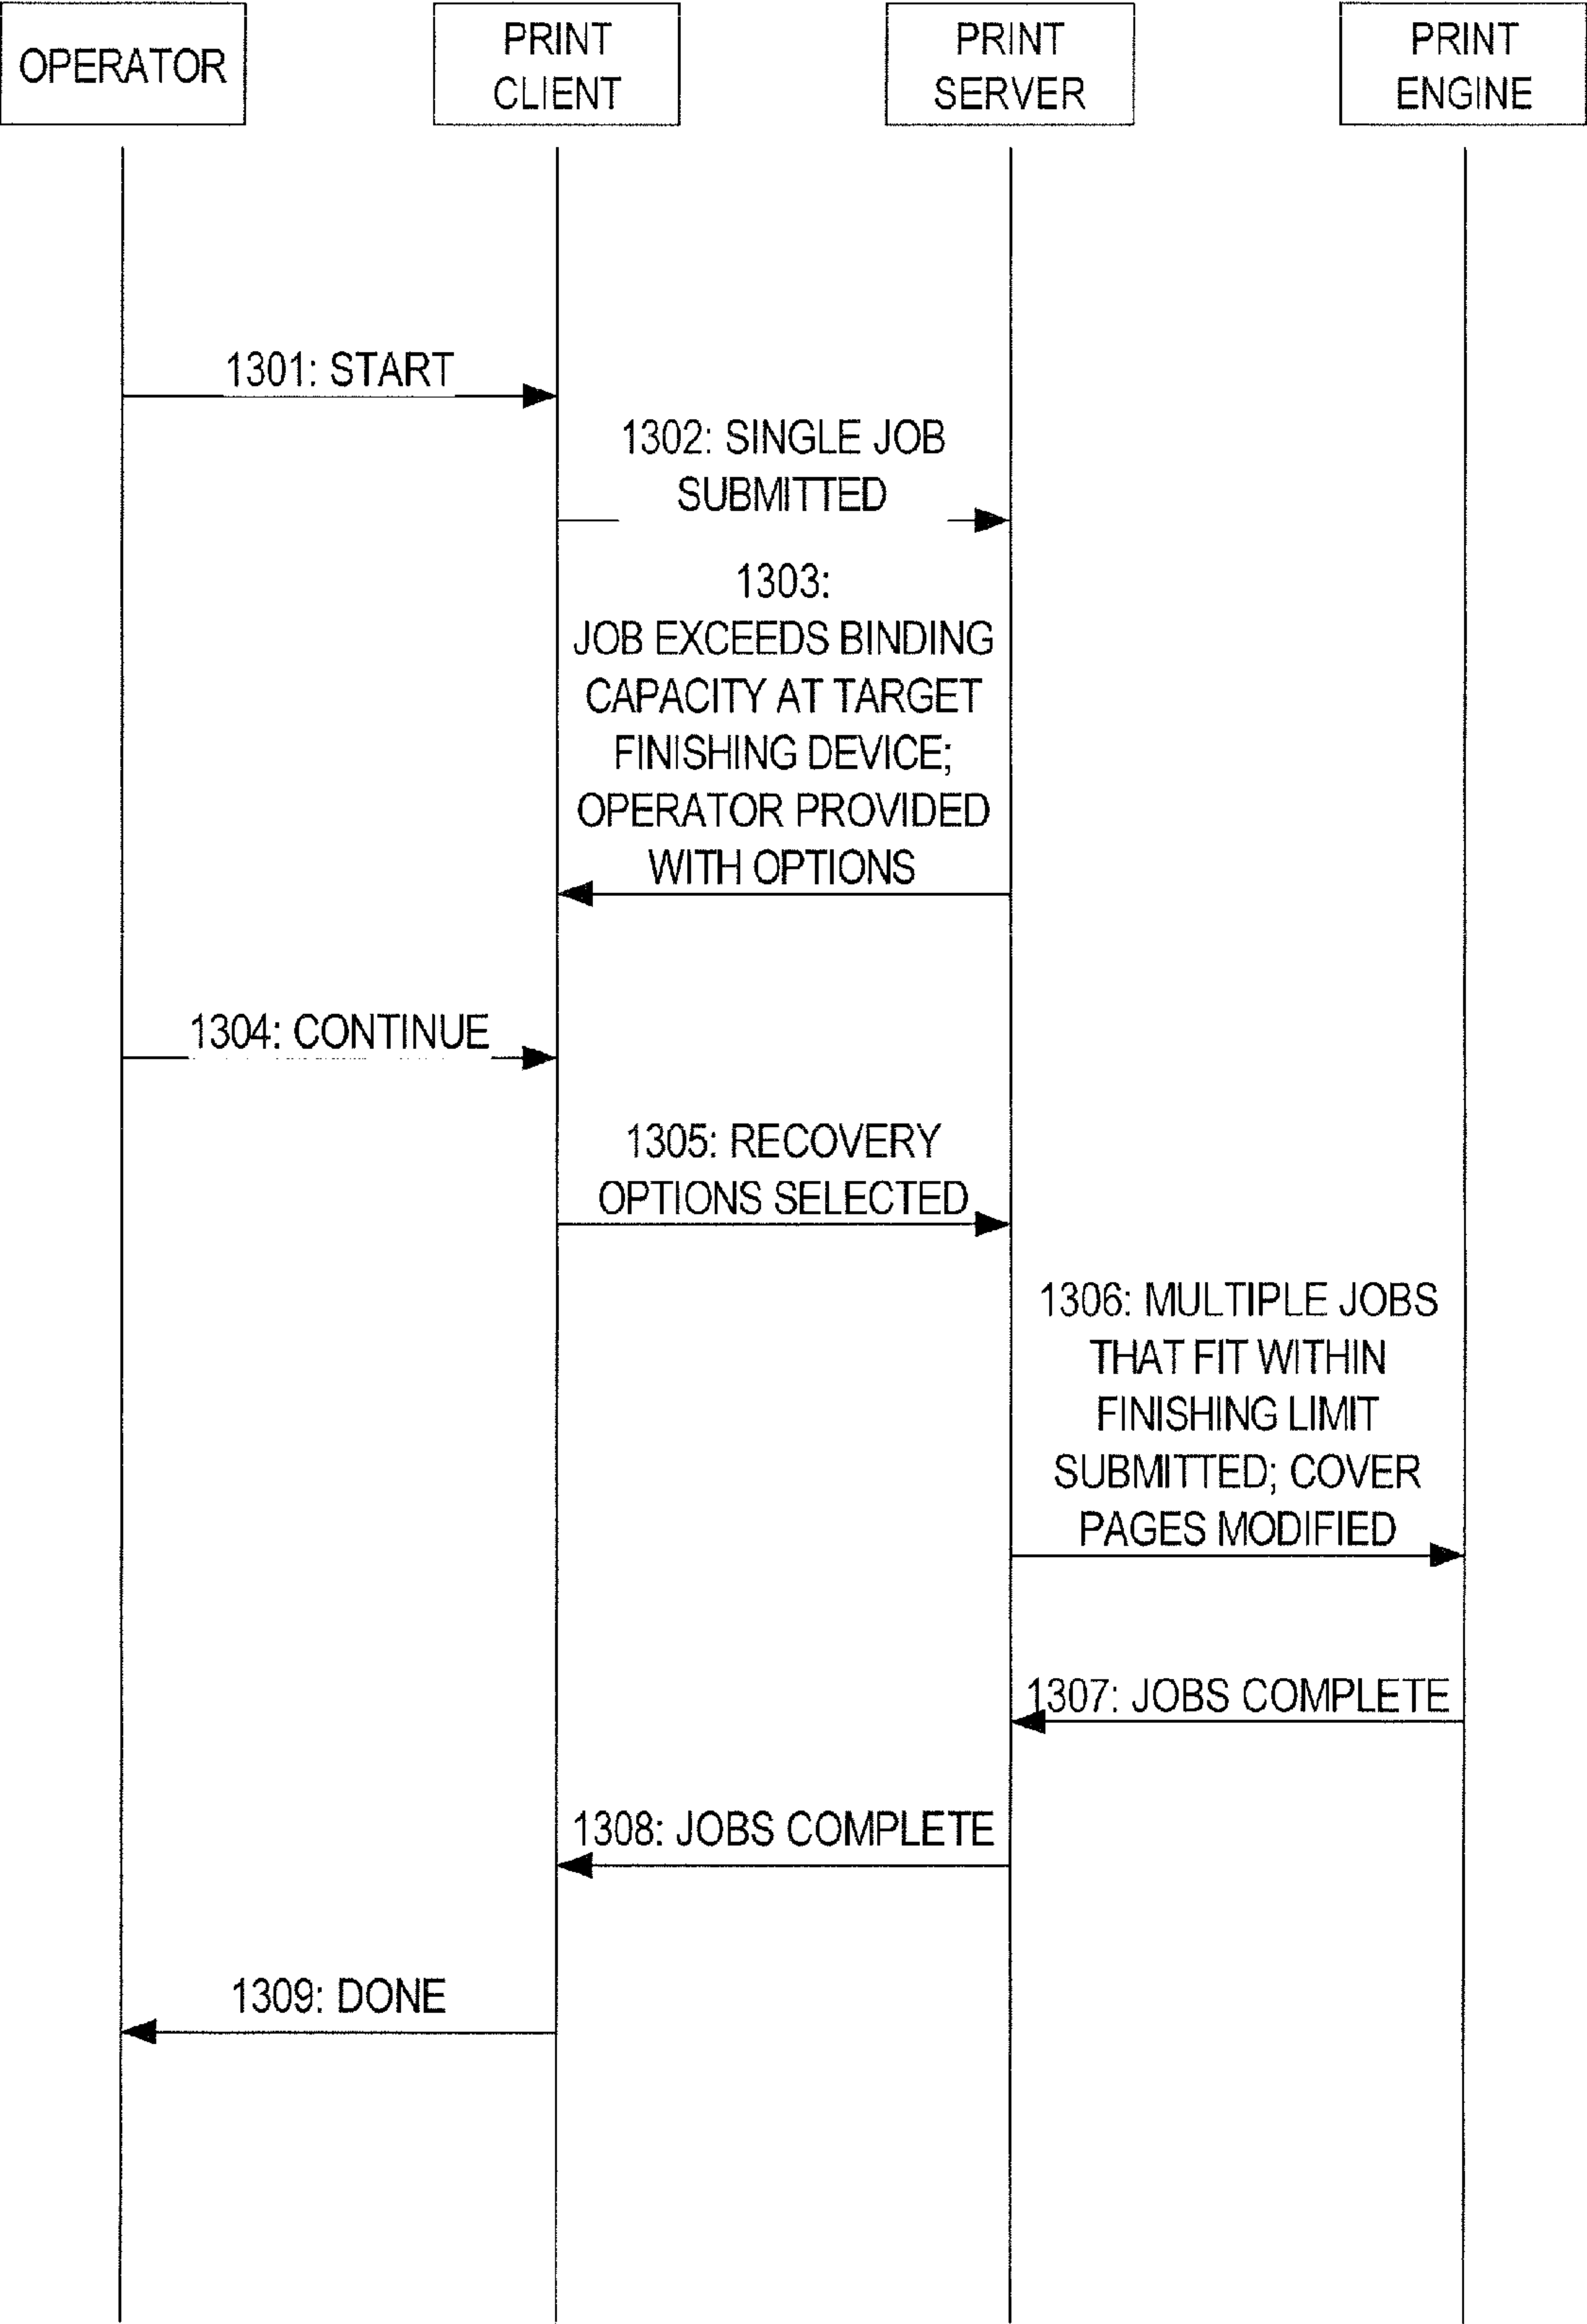 OPERATOR
PRINT
CLIENT
PRINT
SERVER
PRINT
ENGINE
1301: START
1302: SINGLE JOB
SUBMITTED
1303:
JOB EXCEEDS BINDING
CAPACITY AT TARGET
FINISHING DEVICE;
OPERATOR PROVIDED
WITH OPTIONS
1304: CONTINUE
1305: RECOVERY
OPTIONS SELECTED
1306: MULTIPLE JOBS
THAT FIT WITHIN
FINISHING LIMIT
SUBMITTED; COVER
PAGES MODIFIED
1307: JOBS COMPLETE
1308: JOBS COMPLETE
1309: DONE